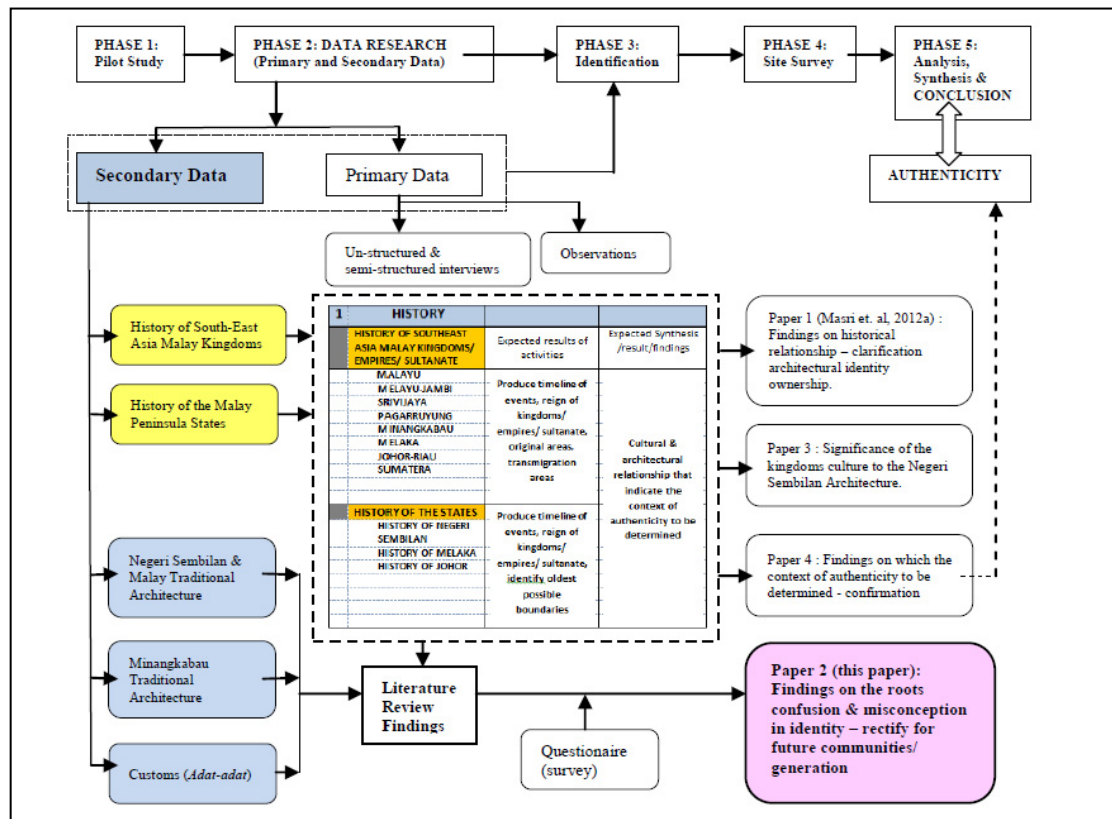 PHASE 1:
Pilot Study
PHASE 2: DATA RESEARCH
(Primary and Secondary Data)
PHASE 3:
Identification
PHASE 4:
Site Survey
PHASE 5:
Analysis,
Synthesis &
CONCLUSION
Secondary Data
Primary Data
AUTHENTICITY
Un-structured &
semi-structured interviews
Observations
History of South-East
Asia Malay Kingdoms
History of the Malay
Peninsula States
Negeri Sembilan &
Malay Traditional
Architecture
Minangkabau
Traditional
Architecture
Customs (Adat-adat)
1 HISTORY
HISTORY OF SOUTHEAST
ASIA MALAY KINGDOMS/
EMPIRES/ SULTANATE
Expected results of
activities
Expected Synthesis
/result/findings
MALAYU
MELAYU-JAMBI
SRIVIJAYA
PAGARRUYUNG
MINANGKABAU
MELAKA
JOHOR-RIAU
SUMATERA
Produce timeline of
events, reign of
kingdoms/
empires/ sultanate,
original areas,
transmigration
areas
Cultural &
architectural
relationship that
indicate the
context of
authenticity to be
determined
HISTORY OF THE STATES
HISTORY OF NEGERI
SEMBILAN
HISTORY OF MELAKA
HISTORY OF JOHOR
Produce timeline of
events, reign of
kingdoms/
empires/ sultanate,
identify oldest
possible
boundaries
Paper 1 (Masri et. al, 2012a) :
Findings on historical
relationship – clarification
architectural identity
ownership.
Paper 3 : Significance of the
kingdoms culture to the Negeri
Sembilan Architecture.
Paper 4 : Findings on which the
context of authenticity to be
determined - confirmation
Literature
Review
Findings
Questionaire
(survey)
Paper 2 (this paper):
Findings on the roots
confusion & misconception
in identity – rectify for
future communities/
generation